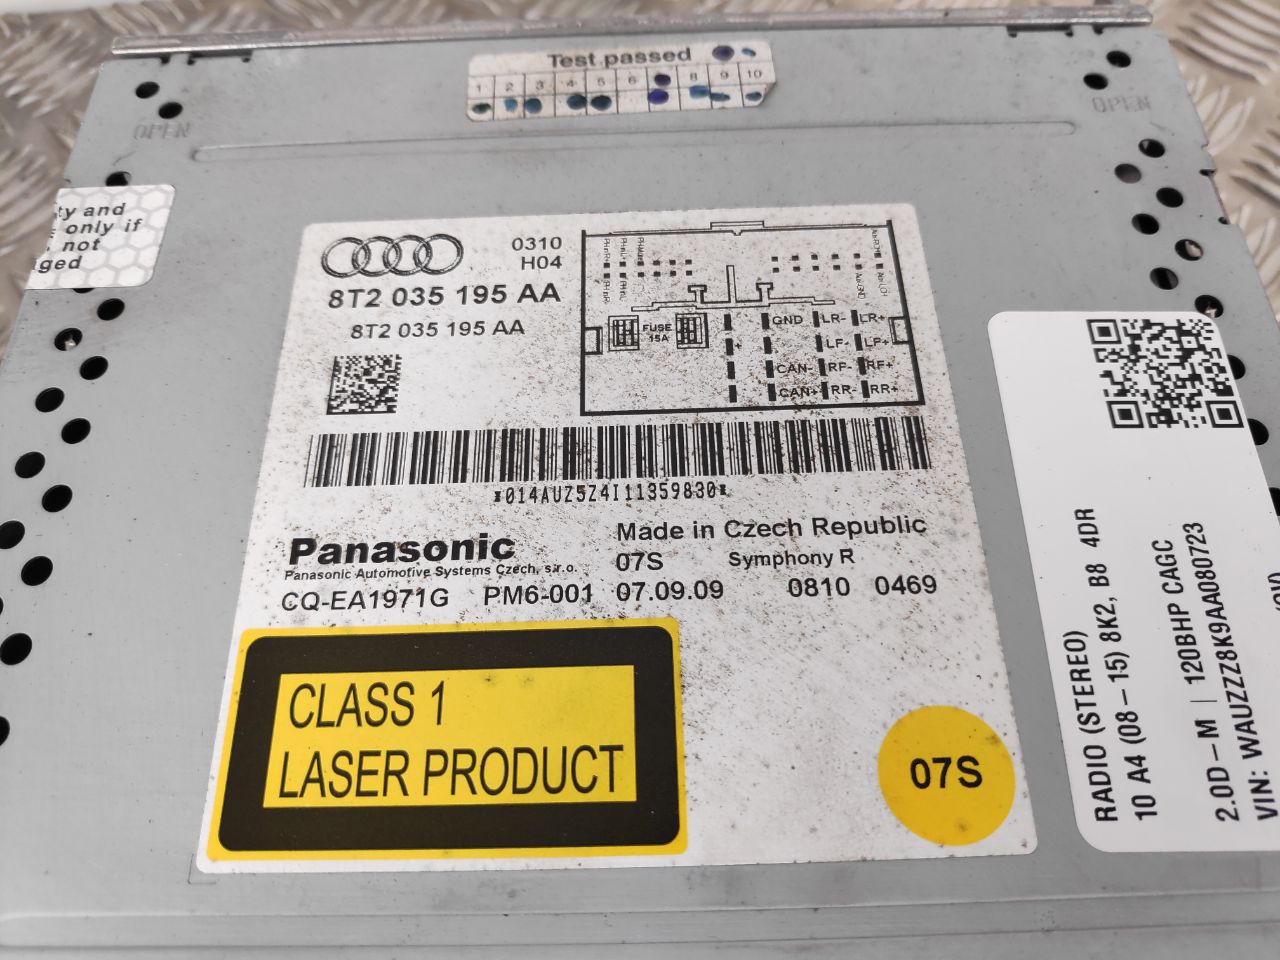 Test passed
1 2 3 4 5 6 8 9 10
OPEN
OPEN
ty and
only if
not
ged
0310
H04
8T2 035 195 AA
8T2 035 195 AA
FUSE
15A
GND LR- LR+
+ LF- LF+
CAN- RF- RF+
CAN+ RR- RR+
*014AUZ5Z4I11359830*
Panasonic
Panasonic Automotive Systems Czech, s.r.o.
Made in Czech Republic
07S Symphony R
CQ-EA1971G PM6-001 07.09.09 0810 0469
CLASS 1
LASER PRODUCT
07S
RADIO (STEREO)
10 A4 (08 – 15) 8K2, B8 4DR
2.0D – M | 120BHP CAGC
VIN: WAUZZZ8K9AA080723